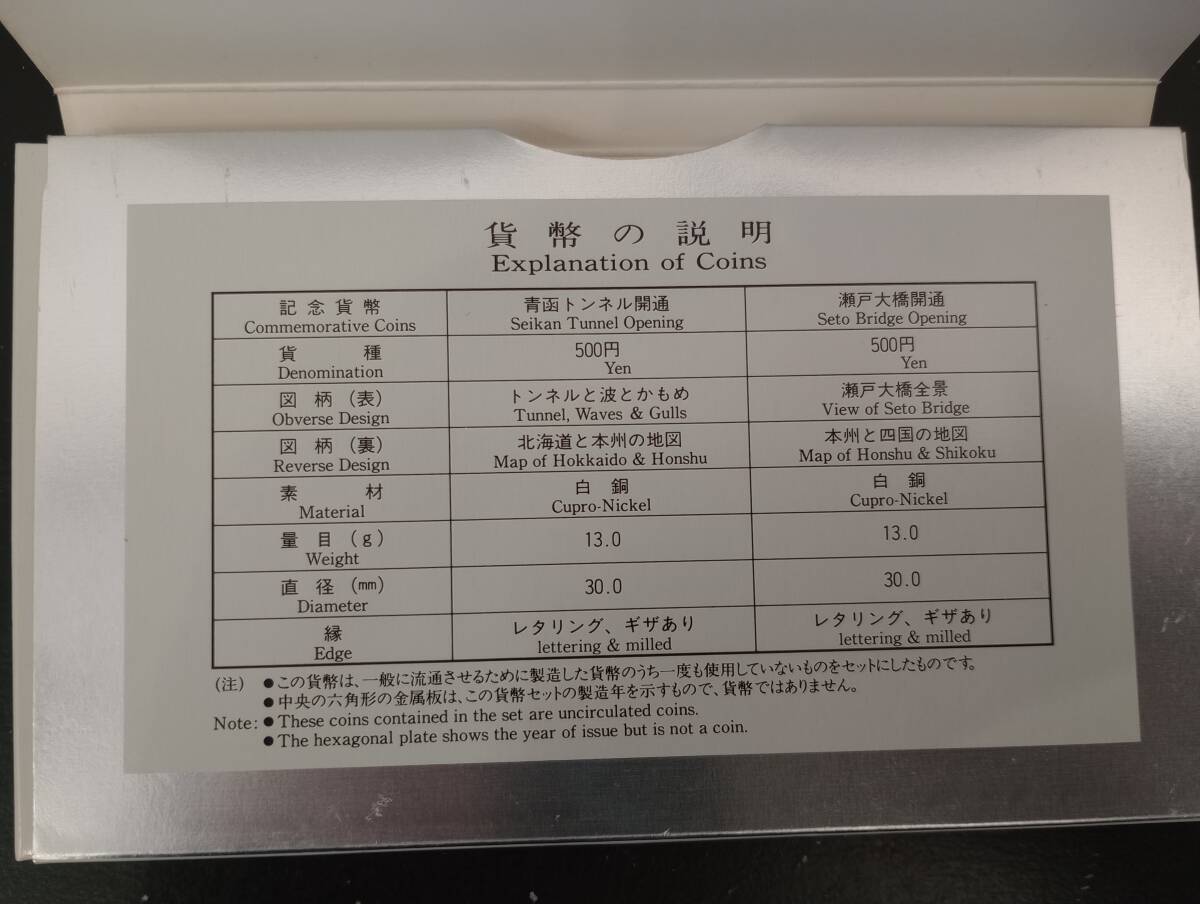 貨幣の説明
Explanation of Coins
記念貨幣 青函トンネル開通 瀬戸大橋開通
Commemorative Coins Seikan Tunnel Opening Seto Bridge Opening
貨種 500円 500円
Denomination Yen Yen
図柄(表) トンネルと波とかもめ 瀬戸大橋全景
Obverse Design Tunnel, Waves & Gulls View of Seto Bridge
図柄(裏) 北海道と本州の地図 本州と四国の地図
Reverse Design Map of Hokkaido & Honshu Map of Honshu & Shikoku
素材 白銅 白銅
Material Cupro-Nickel Cupro-Nickel
量目(g) 13.0 13.0
Weight
直径(㎜) 30.0 30.0
Diameter
縁 レタリング、ギザあり レタリング、ギザあり
Edge lettering & milled lettering & milled
(注) ●この貨幣は、一般に流通させるために製造した貨幣のうち一度も使用していないものをセットにしたものです。
●中央の六角形の金属板は、この貨幣セットの製造年を示すもので、貨幣ではありません。
Note: ● These coins contained in the set are uncirculated coins.
● The hexagonal plate shows the year of issue but is not a coin.